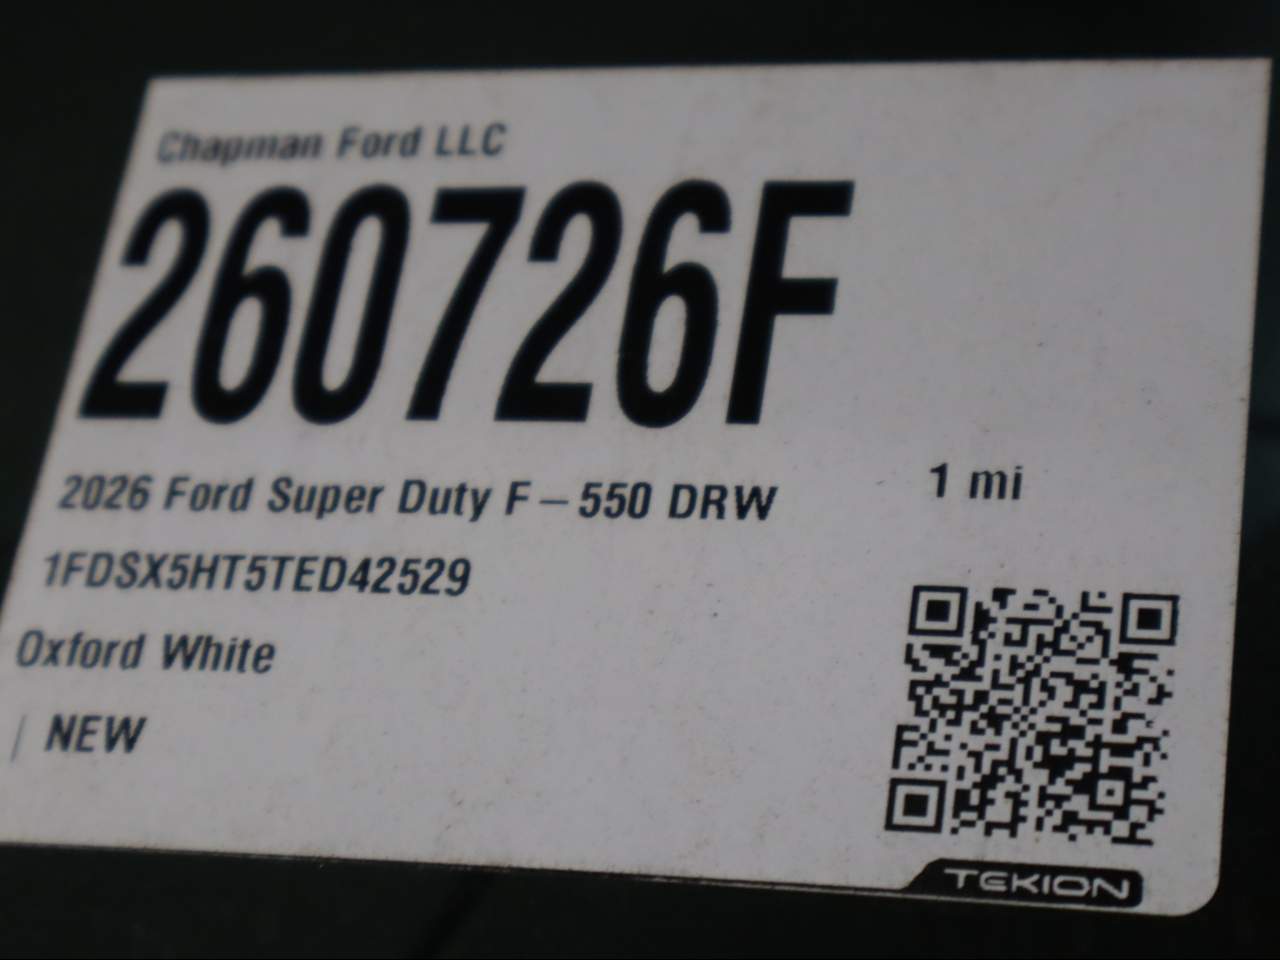 Chapman Ford LLC
260726F
2026 Ford Super Duty F-550 DRW
1 mi
1FDSX5HT5TED42529
Oxford White
| NEW
TEKION